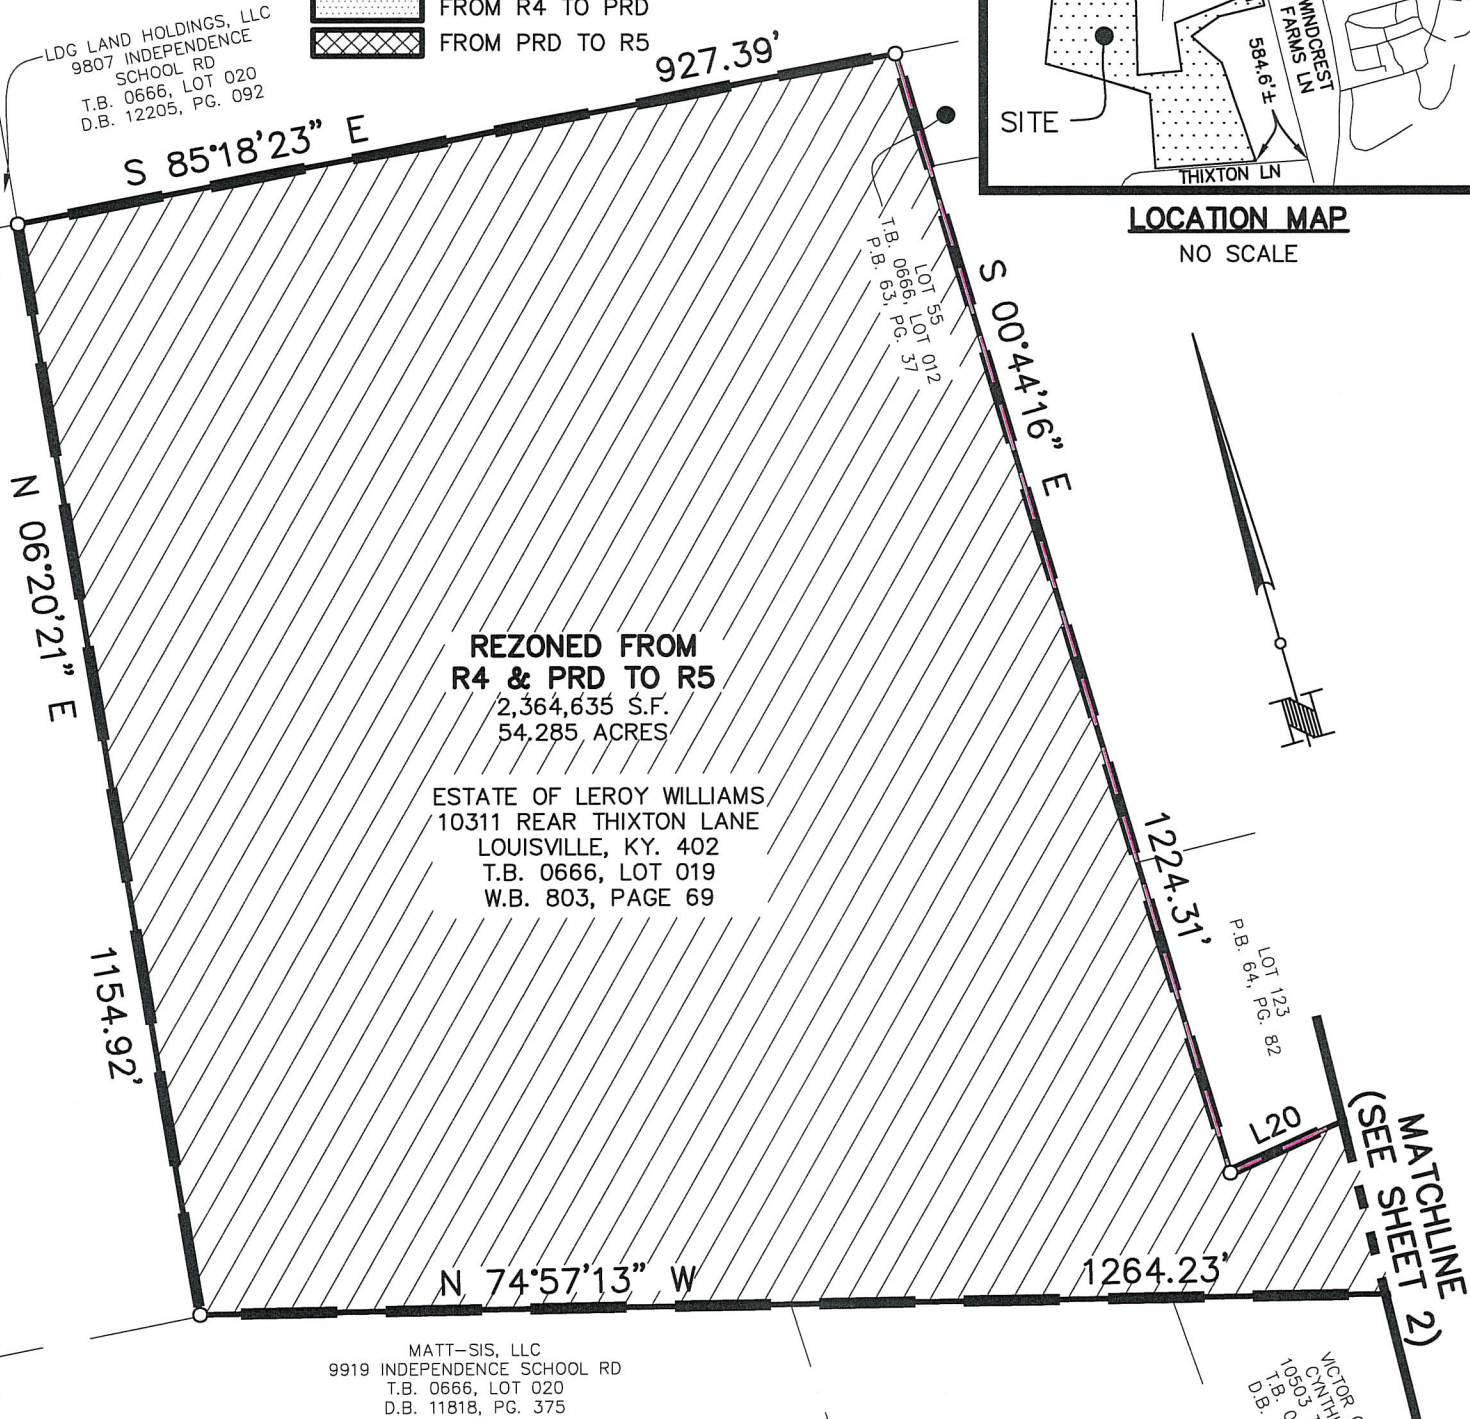 FROM R4 TO PRD
FROM PRD TO R5
LDG LAND HOLDINGS, LLC
9807 INDEPENDENCE
SCHOOL RD
T.B. 0666, LOT 020
D.B. 12205, PG. 092
S 85°18'23" E
927.39'
SITE
584.6'±
WINDCREST
FARMS LN
THIXTON LN
LOCATION MAP
NO SCALE
LOT 55
T.B. 0666, LOT 012
P.B. 63, PG. 37
S 00°44'16" E
1224.31'
N 06°20'21" E
1154.92'
REZONED FROM
R4 & PRD TO R5
2,364,635 S.F.
54.285 ACRES
ESTATE OF LEROY WILLIAMS
10311 REAR THIXTON LANE
LOUISVILLE, KY. 402
T.B. 0666, LOT 019
W.B. 803, PAGE 69
N
LOT 123
P.B. 64, PG. 82
L20
MATCHLINE
(SEE SHEET 2)
N 74°57'13" W
1264.23'
MATT-SIS, LLC
9919 INDEPENDENCE SCHOOL RD
T.B. 0666, LOT 020
D.B. 11818, PG. 375
VICTOR
10503
T.B.
D.B.